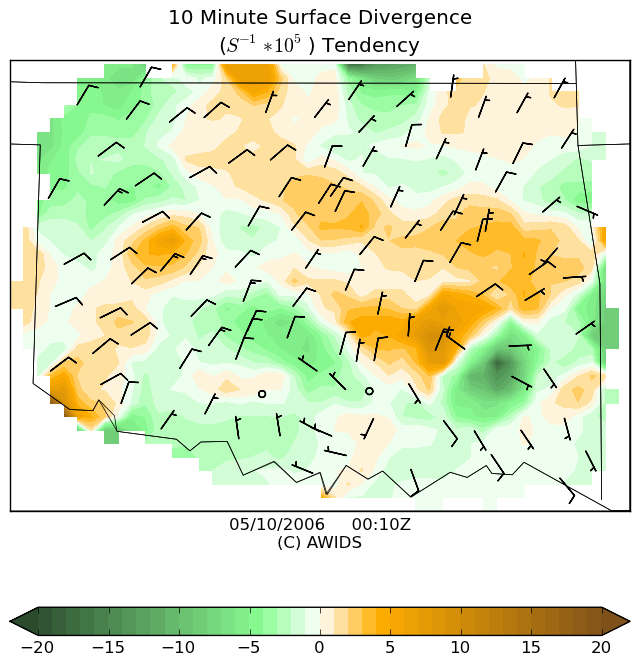 10 Minute Surface Divergence
(S⁻¹ * 10⁵ ) Tendency
05/10/2006 00:10Z
(C) AWIDS
−20 −15 −10 −5 0 5 10 15 20